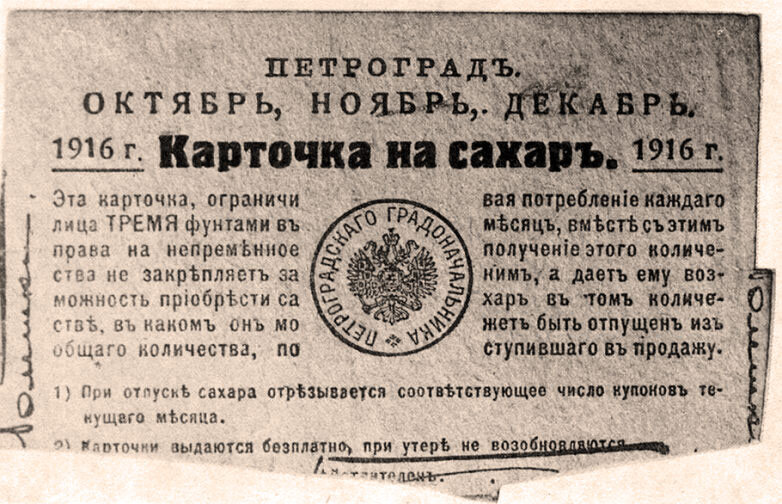 ПЕТРОГРАДЪ.
ОКТЯБРЬ, НОЯБРЬ, ДЕКАБРЬ.
1916 г. Карточка на сахаръ. 1916 г.
Эта карточка, ограничи вая потребленіе каждаго
лица ТРЕМЯ фунтами въ мѣсяцъ, вмѣстѣ съ этимъ
права на непремѣнное полученіе этого количе-
ства не закрѣпляетъ за нимъ, а даетъ ему воз-
можность пріобрѣсти са харъ въ томъ количе-
ствѣ, въ какомъ онъ мо жетъ быть отпущенъ изъ
общаго количества, по ступившаго въ продажу.
ПЕТРОГРАДСКАГО ГРАДОНАЧАЛЬНИКА
1) При отпускѣ сахара отрѣзывается соотвѣтствующее число купоновъ те-
кущаго мѣсяца.
2) Карточки выдаются безплатно, при утерѣ не возобновляются